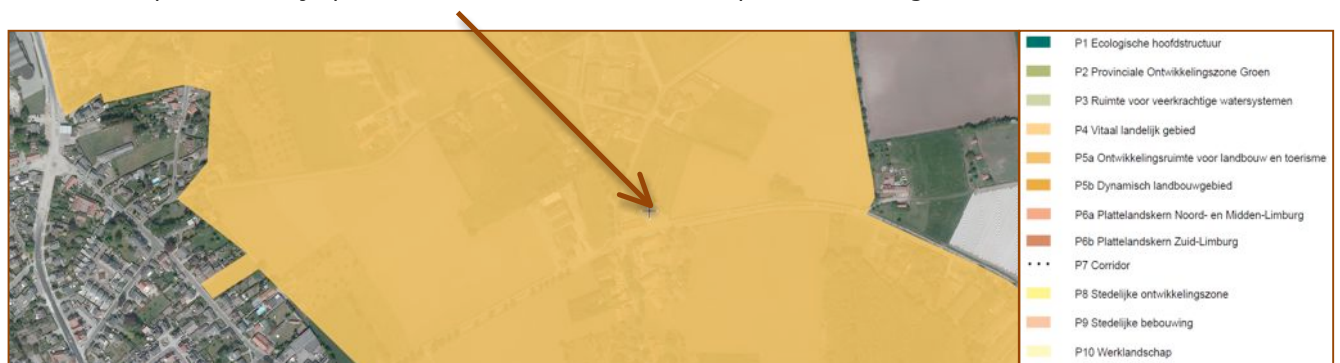 P1 Ecologische hoofdstructuur
P2 Provinciale Ontwikkelingszone Groen
P3 Ruimte voor veerkrachtige watersystemen
P4 Vitaal landelijk gebied
P5a Ontwikkelingsruimte voor landbouw en toerisme
P5b Dynamisch landbouwgebied
P6a Plattelandskern Noord- en Midden-Limburg
P6b Plattelandskern Zuid-Limburg
P7 Corridor
P8 Stedelijke ontwikkelingszone
P9 Stedelijke bebouwing
P10 Werklandschap